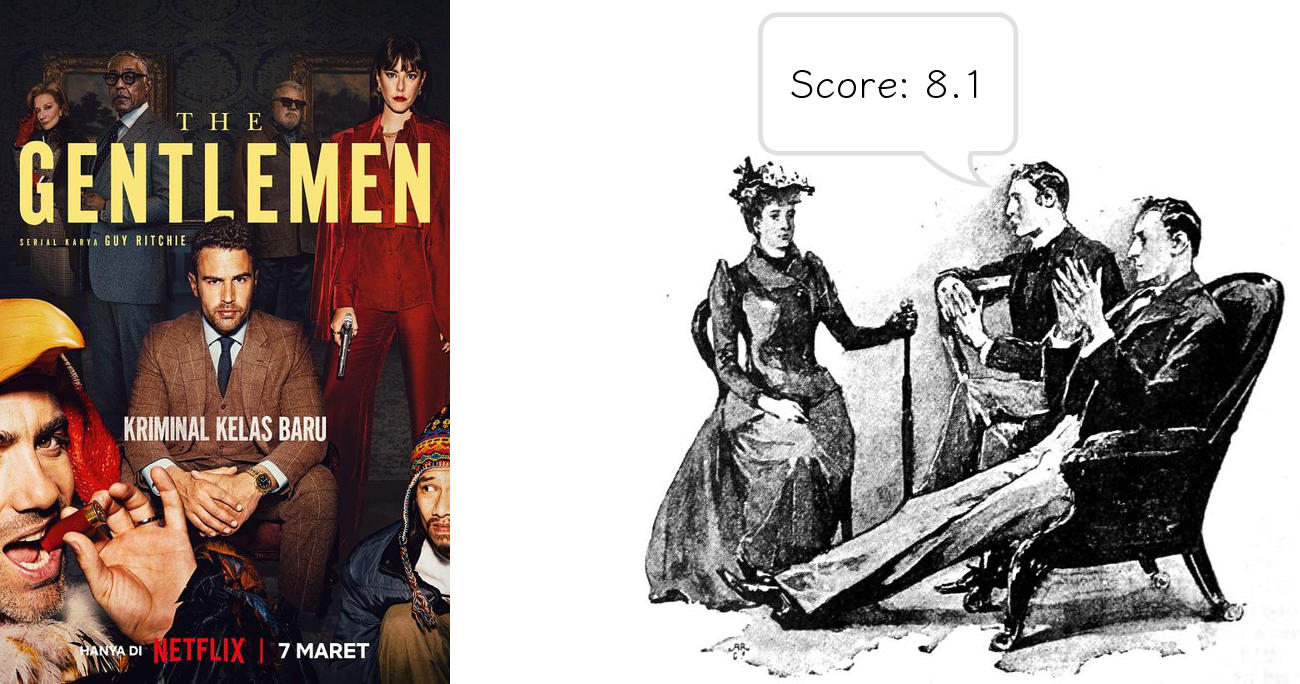 THE
GENTLEMEN
SERIAL KARYA GUY RITCHIE
KRIMINAL KELAS BARU
HANYA DI NETFLIX | 7 MARET
Score: 8.1